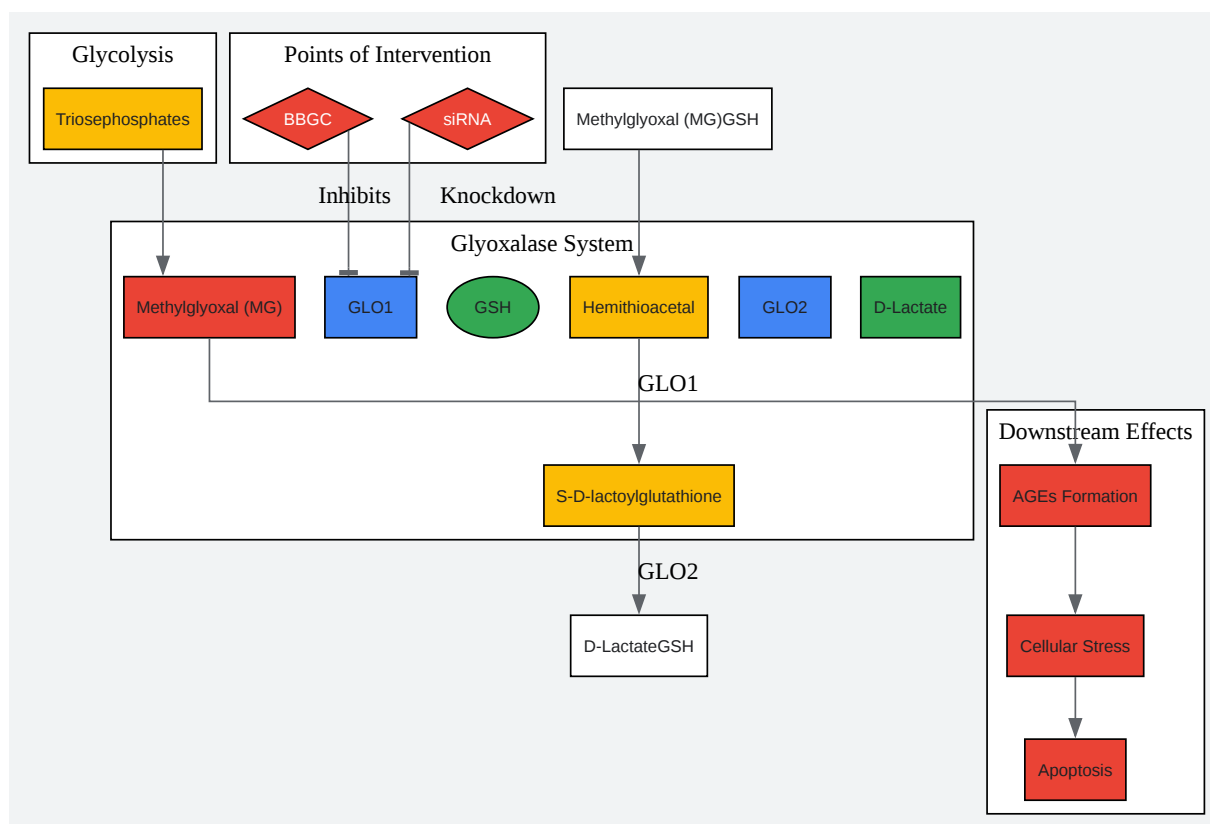 Glycolysis
Points of Intervention
Triosephosphates
BBGC
siRNA
Methylglyoxal (MG)GSH
Inhibits
Knockdown
Glyoxalase System
Methylglyoxal (MG)
GLO1
GSH
Hemithioacetal
GLO2
D-Lactate
GLO1
Downstream Effects
S-D-lactoylglutathione
AGEs Formation
GLO2
D-LactateGSH
Cellular Stress
Apoptosis